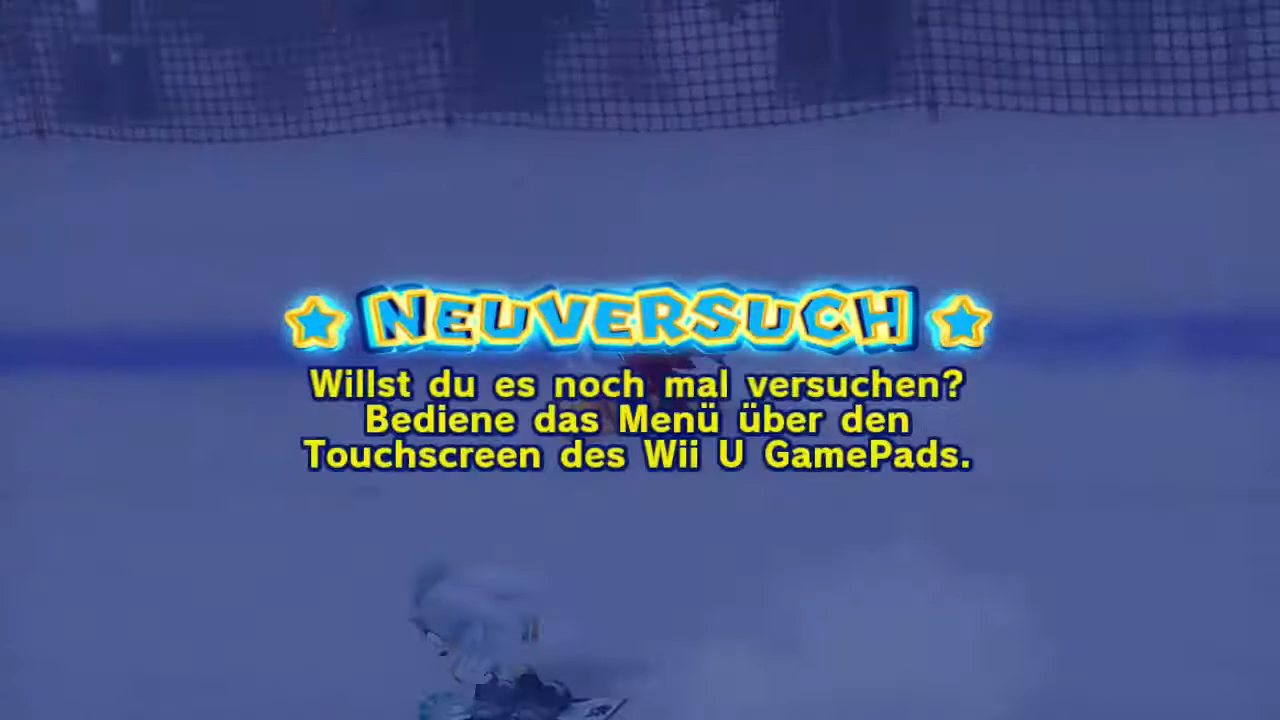 NEUVERSUCH
Willst du es noch mal versuchen?
Bediene das Menü über den
Touchscreen des Wii U GamePads.